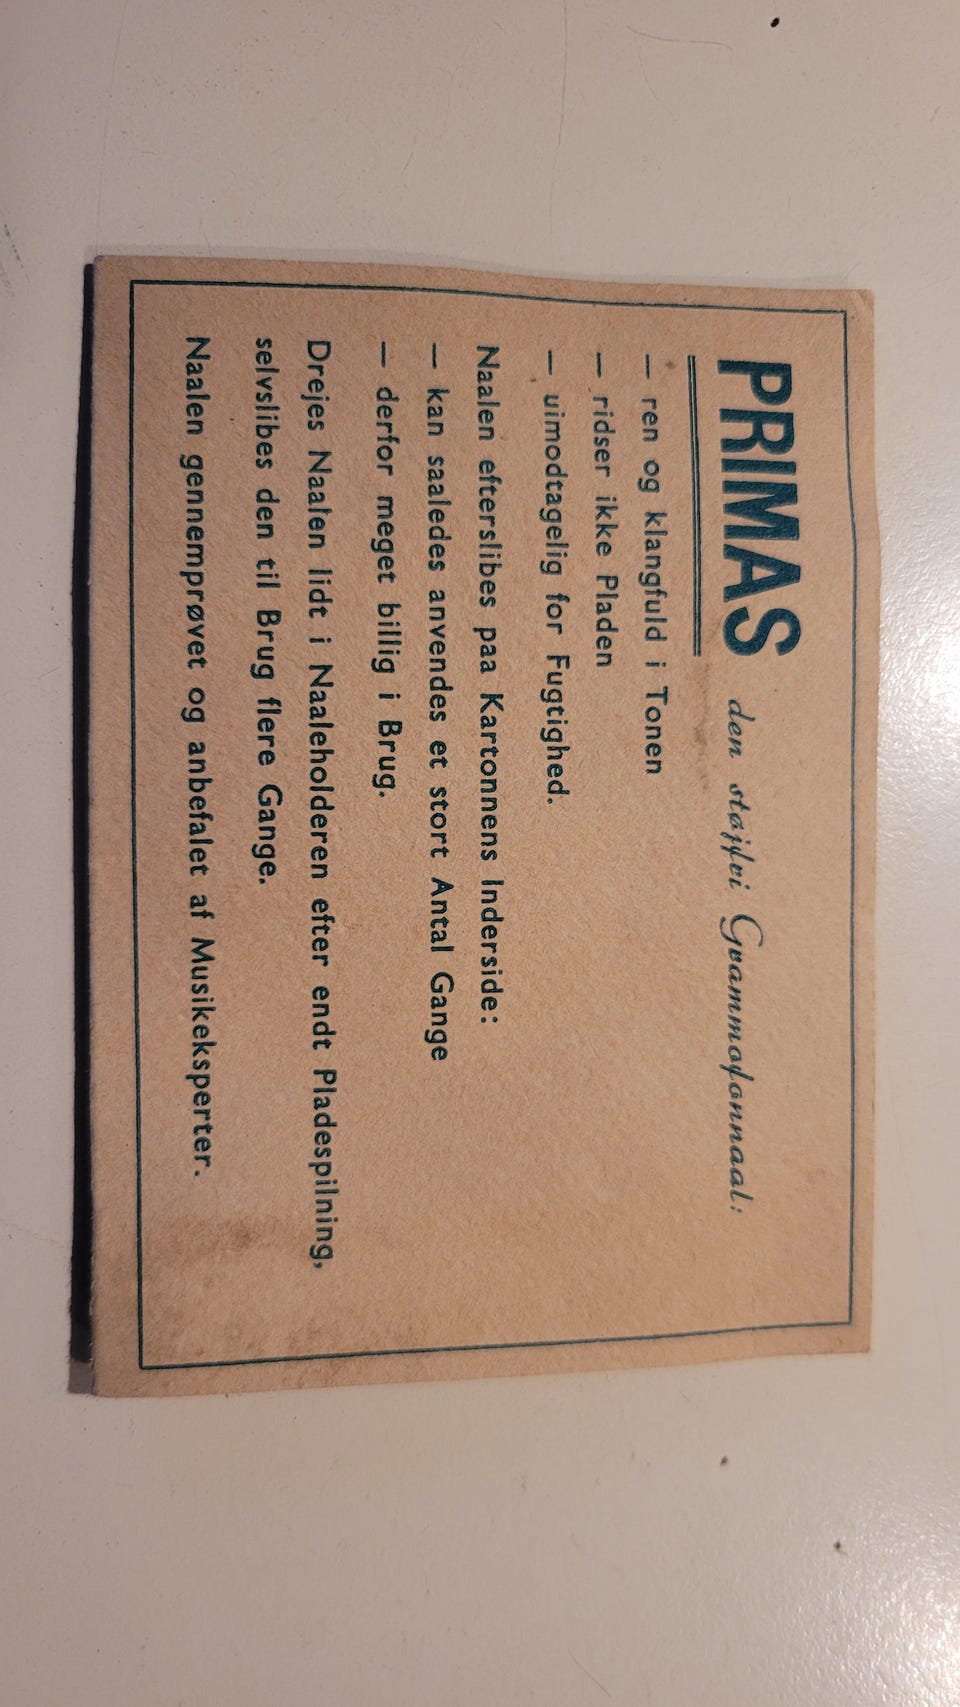 PRIMAS den støjfri Grammofonnaal:
— ren og klangfuld i Tonen
— ridser ikke Pladen
— uimodtagelig for Fugtighed.
Naalen efterslibes paa Kartonnens Inderside:
— kan saaledes anvendes et stort Antal Gange
— derfor meget billig i Brug.
Drejes Naalen lidt i Naaleholderen efter endt Pladespilning,
selvslibes den til Brug flere Gange.
Naalen gennemprøvet og anbefalet af Musikeksperter.